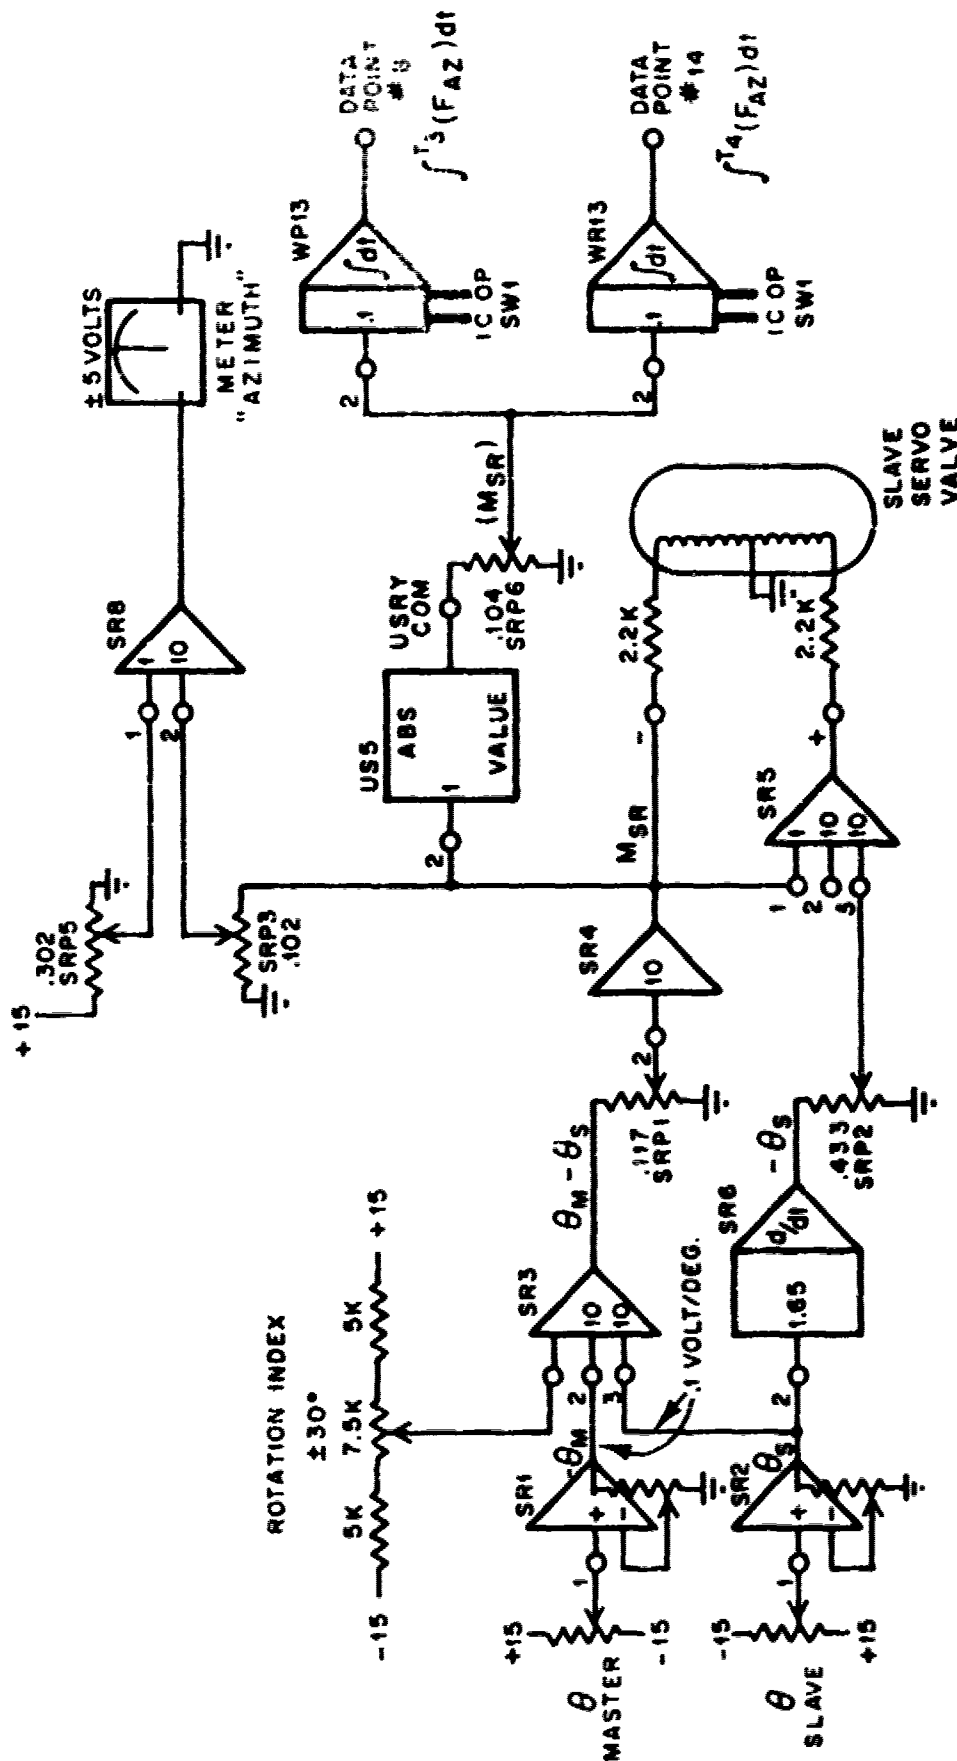 ROTATION INDEX
±30°
-15
5K
7.5K
5K
+15
+15
θ
MASTER
-15
1
SR1
+
-
-θM
2
3
.1 VOLT/DEG.
SR3
10
10
θM - θS
.117
SRP1
2
SR4
10
MSR
-
2.2K
-15
θ
SLAVE
+15
1
SR2
+
-
θS
2
1.65
SR6
d/dt
-θS
.433
SRP2
1
2
3
SR5
1
10
10
+
2.2K
SLAVE
SERVO
VALVE
+15
.302
SRP5
SRP3
.102
1
2
SR8
1
10
±5 VOLTS
METER
"AZIMUTH"
2
US5
1
ABS
VALUE
USRY
COM
.104
SRP6
(MSR)
2
WP13
.1
∫dt
IC OP
SW1
DATA
POINT
∫T3(FAZ)dt
2
WR13
.1
∫dt
IC OP
SW1
DATA
POINT
#14
∫T4(FAZ)dt